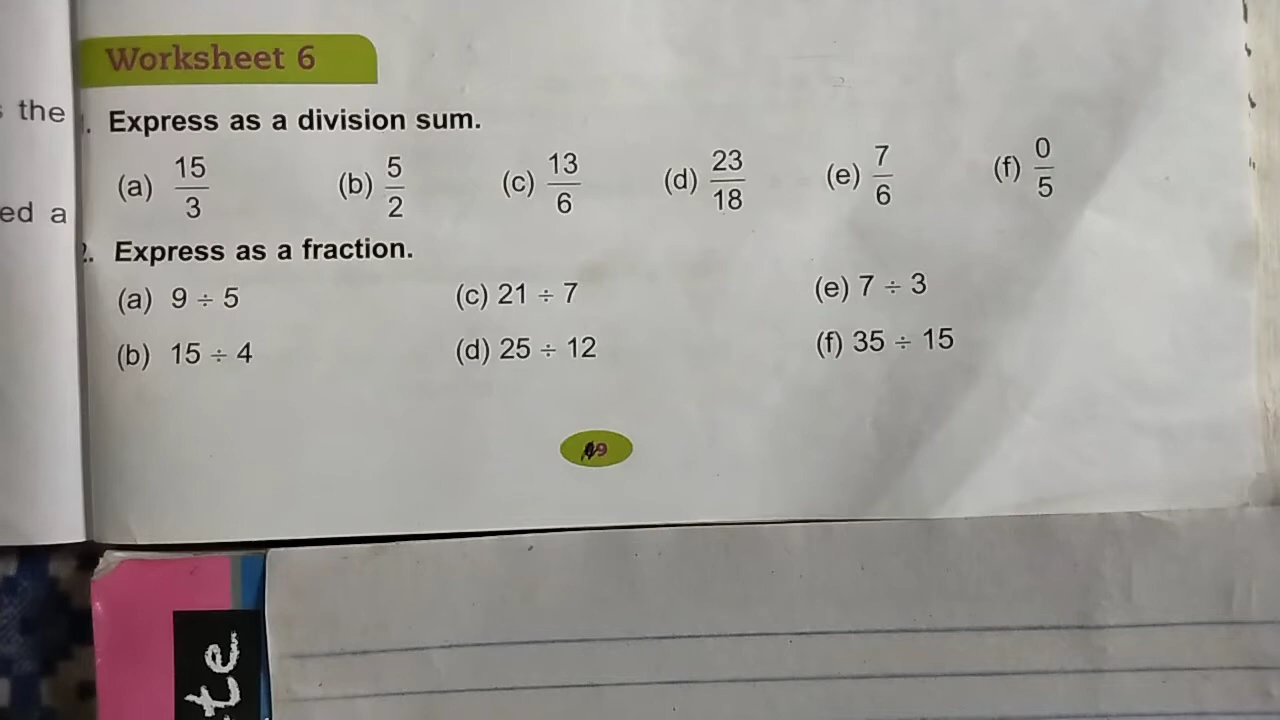 Worksheet 6
the
. Express as a division sum.
(a) 15/3 (b) 5/2 (c) 13/6 (d) 23/18 (e) 7/6 (f) 0/5
ed a
2. Express as a fraction.
(a) 9 ÷ 5 (c) 21 ÷ 7 (e) 7 ÷ 3
(b) 15 ÷ 4 (d) 25 ÷ 12 (f) 35 ÷ 15
te